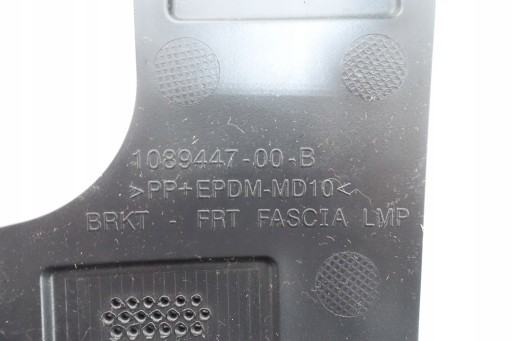 1089447-00-B
>PP+EPDM-MD10<
BRKT - FRT FASCIA LMP